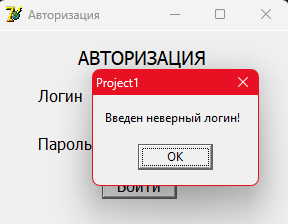 Авторизация
АВТОРИЗАЦИЯ
Project1
Логин
Введен неверный логин!
Пароль
OK
Войти